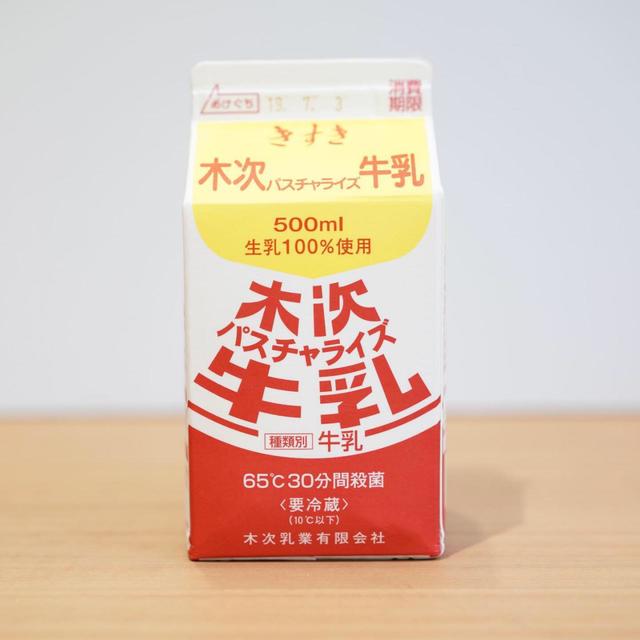 あけぐち 19. 7. 3 消費期限
きすき
木次パスチャライズ牛乳
500ml
生乳100%使用
木次
パスチャライズ
牛乳
種類別 牛乳
65℃30分間殺菌
〈要冷蔵〉
(10℃以下)
木次乳業有限会社